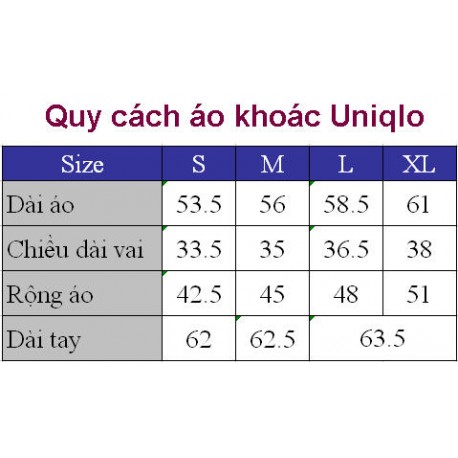 Quy cách áo khoác Uniqlo
Size S M L XL
Dài áo 53.5 56 58.5 61
Chiều dài vai 33.5 35 36.5 38
Rộng áo 42.5 45 48 51
Dài tay 62 62.5 63.5